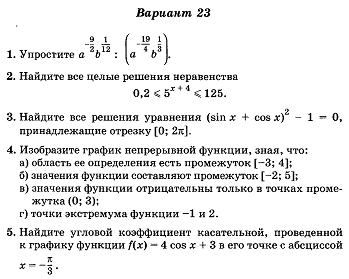 Вариант 23
1. Упростите a^{-9/2}b^{1/12} : (a^{-19/4}b^{1/3}).
2. Найдите все целые решения неравенства
0,2 ⩽ 5^{x + 4} ⩽ 125.
3. Найдите все решения уравнения (sin x + cos x)² − 1 = 0,
принадлежащие отрезку [0; 2π].
4. Изобразите график непрерывной функции, зная, что:
а) область ее определения есть промежуток [−3; 4];
б) значения функции составляют промежуток [−2; 5];
в) значения функции отрицательны только в точках проме-
жутка (0; 3);
г) точки экстремума функции −1 и 2.
5. Найдите угловой коэффициент касательной, проведенной
к графику функции f(x) = 4 cos x + 3 в его точке с абсциссой
x = −π/3.